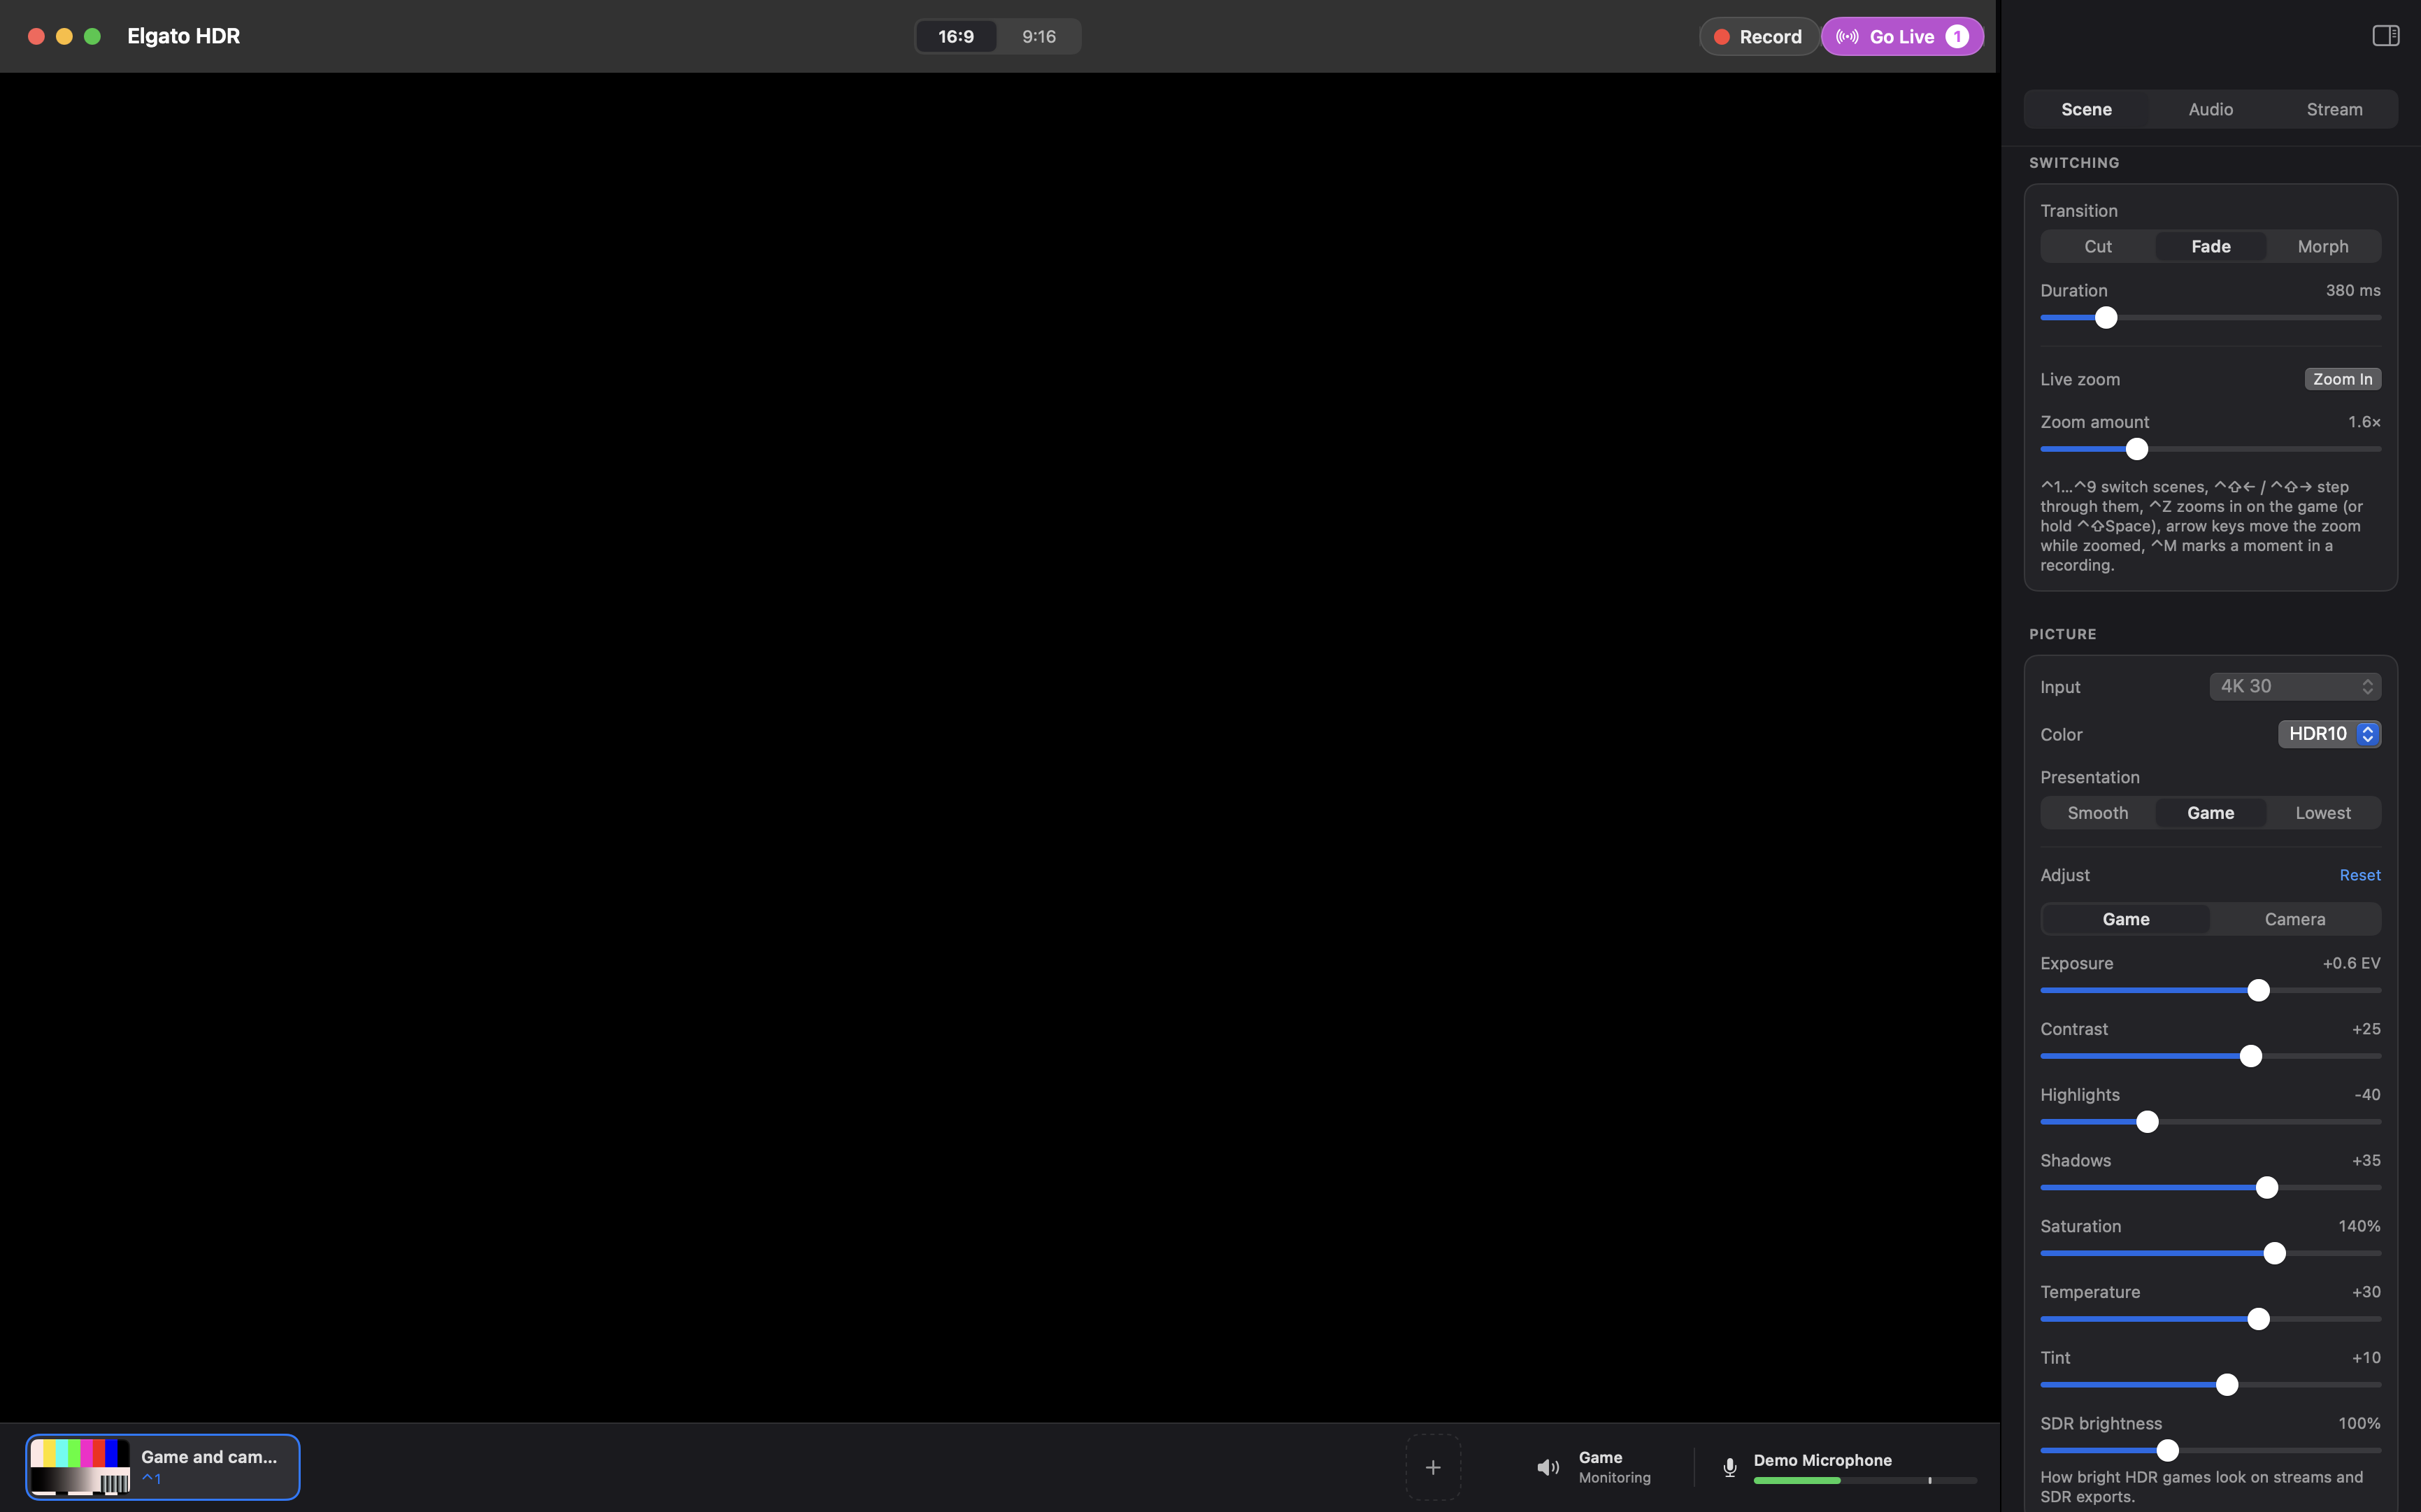 Elgato HDR
16:9
9:16
Record
Go Live 1
Scene
Audio
Stream
SWITCHING
Transition
Cut
Fade
Morph
Duration
380 ms
Live zoom
Zoom In
Zoom amount
1.6×
^1...^9 switch scenes, ^⇧← / ^⇧→ step
through them, ^Z zooms in on the game (or
hold ^⇧Space), arrow keys move the zoom
while zoomed, ^M marks a moment in a
recording.
PICTURE
Input
4K 30
Color
HDR10
Presentation
Smooth
Game
Lowest
Adjust
Reset
Game
Camera
Exposure
+0.6 EV
Contrast
+25
Highlights
-40
Shadows
+35
Saturation
140%
Temperature
+30
Tint
+10
SDR brightness
100%
How bright HDR games look on streams and
SDR exports.
Game and cam...
^1
+
Game
Monitoring
Demo Microphone